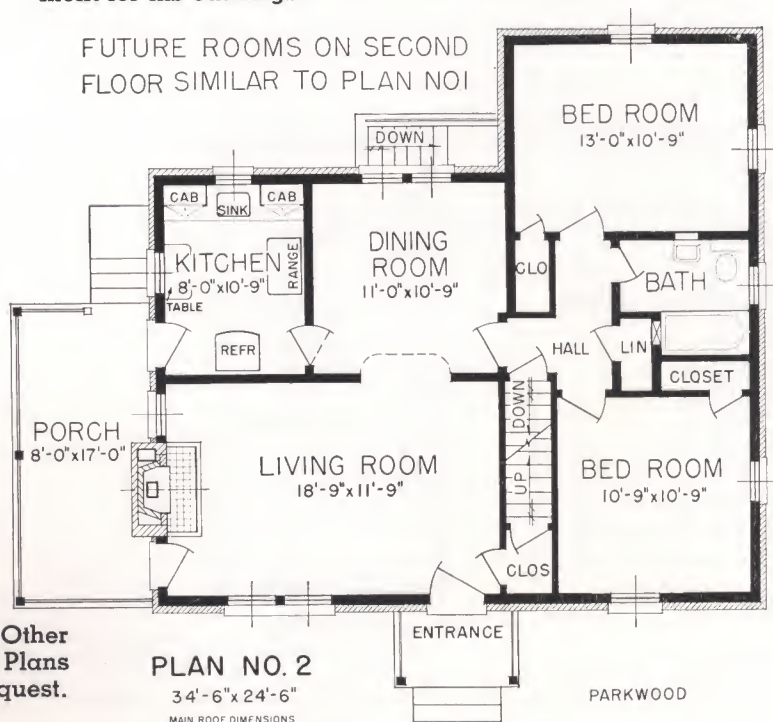 FUTURE ROOMS ON SECOND
FLOOR SIMILAR TO PLAN NO.1
BED ROOM
13'-0"x10'-9"
DOWN
CAB
SINK
CAB
KITCHEN
8'-0"x10'-9"
RANGE
TABLE
REFR
DINING
ROOM
11'-0"x10'-9"
CLO
BATH
HALL
LIN
CLOSET
PORCH
8'-0"x17'-0"
LIVING ROOM
18'-9"x11'-9"
DOWN
UP
BED ROOM
10'-9"x10'-9"
CLOS
ENTRANCE
Other
Plans
quest.
PLAN NO. 2
34'-6"x 24'-6"
MAIN ROOF DIMENSIONS
PARKWOOD